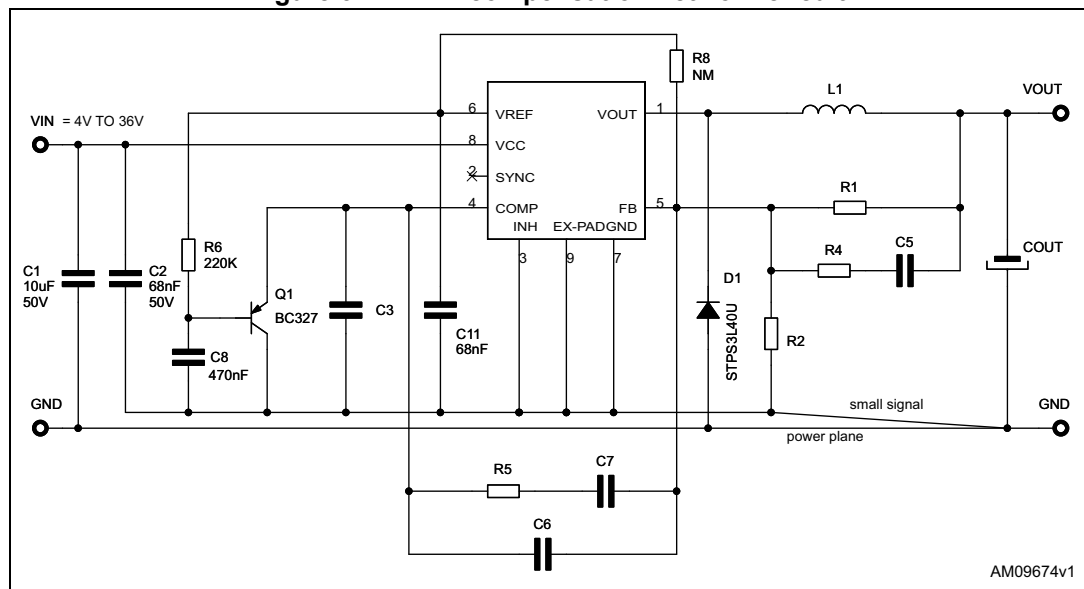 compensation
R8
NM
L1
VOUT
VIN = 4V TO 36V
6 VREF VOUT 1
8 VCC
2 SYNC
4 COMP FB 5
INH EX-PAD GND
3 9 7
R1
R4 C5
COUT
R6
220K
C1
10uF
50V
C2
68nF
50V
Q1
BC327
C3
C11
68nF
D1
STPS3L40U
R2
C8
470nF
GND
small signal
GND
power plane
R5 C7
C6
AM09674v1